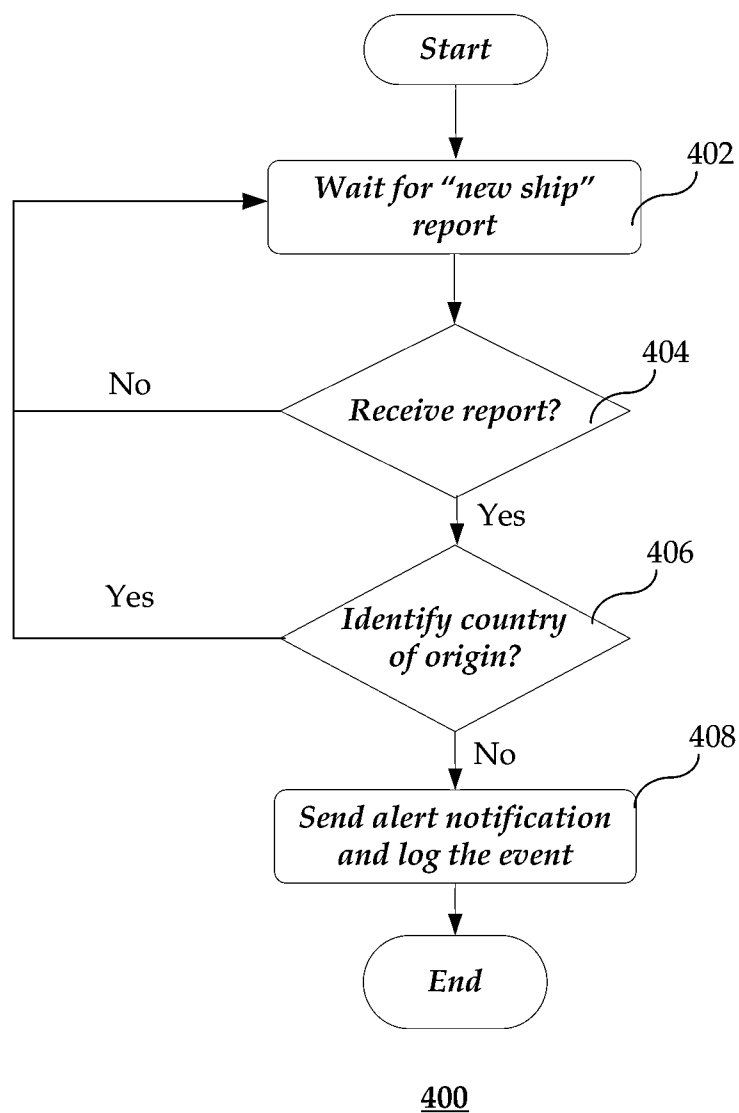 Start
Wait for “new ship”
report
402
No
Receive report?
404
Yes
Yes
Identify country
of origin?
406
No
Send alert notification
and log the event
408
End
400